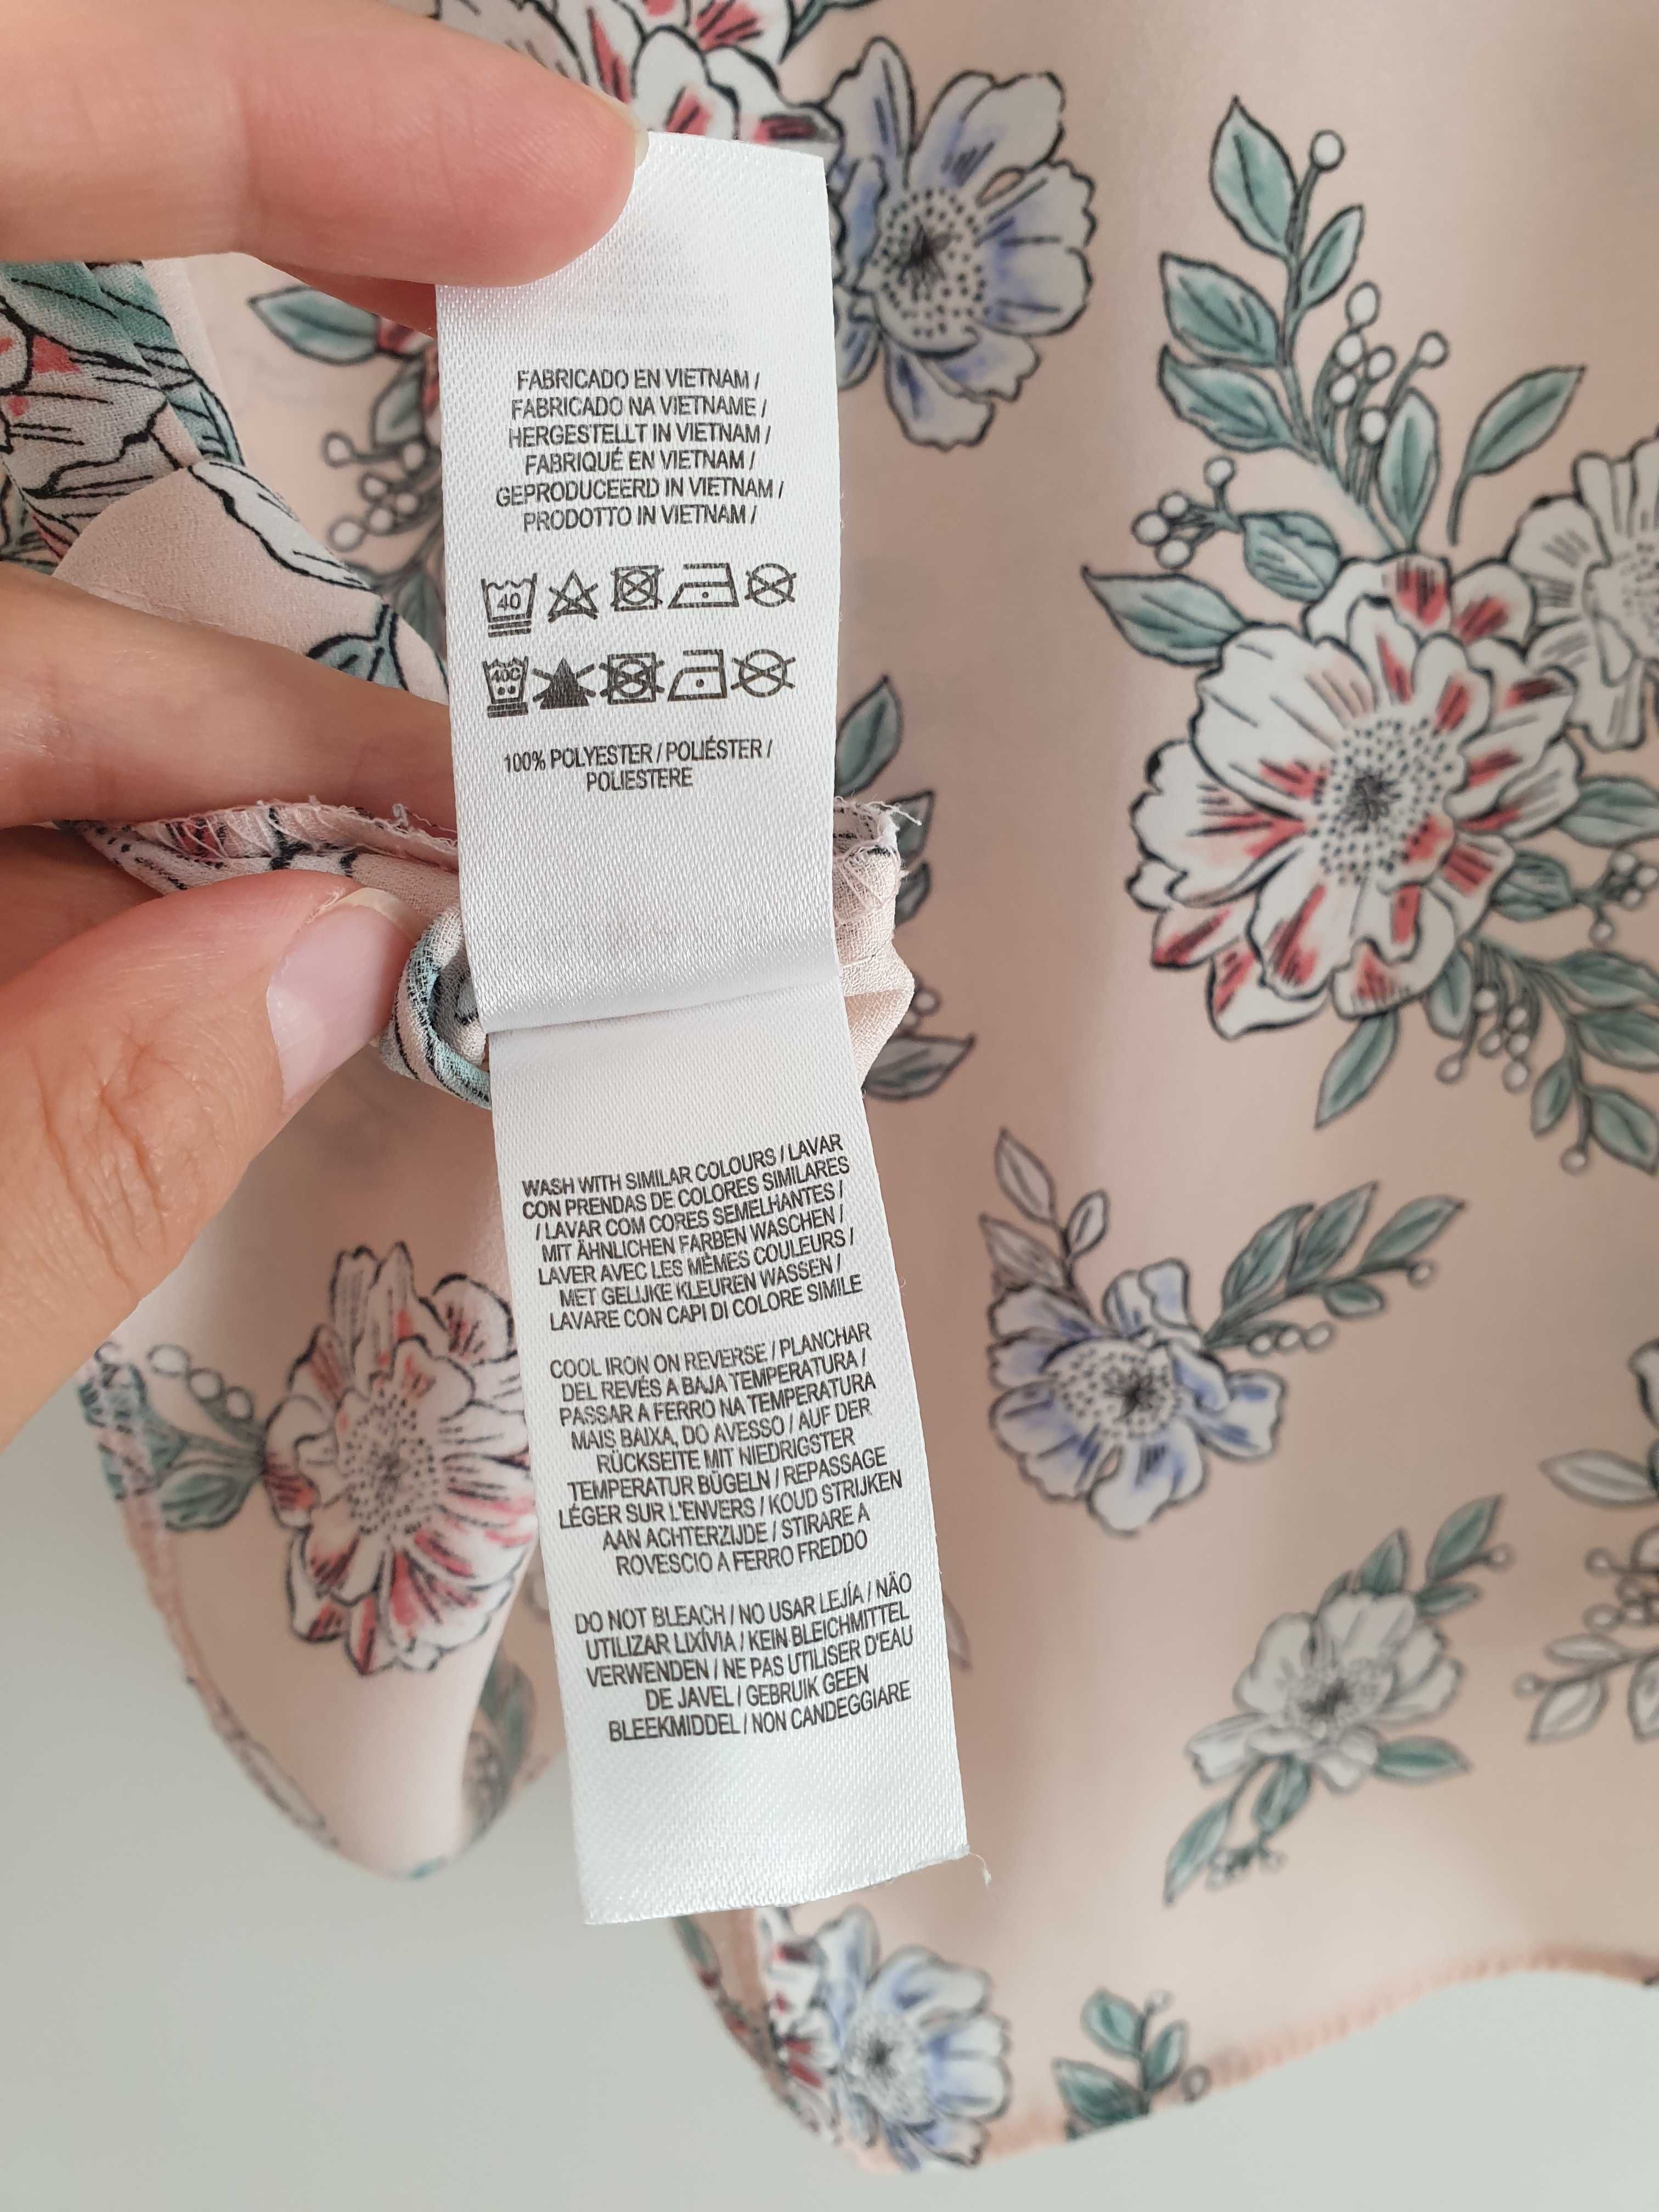 FABRICADO EN VIETNAM /
FABRICADO NA VIETNAME /
HERGESTELLT IN VIETNAM /
FABRIQUÉ EN VIETNAM /
GEPRODUCEERD IN VIETNAM /
PRODOTTO IN VIETNAM /
40
40C
100% POLYESTER / POLIÉSTER /
POLIESTERE
WASH WITH SIMILAR COLOURS / LAVAR
CON PRENDAS DE COLORES SIMILARES
/ LAVAR COM CORES SEMELHANTES /
MIT ÄHNLICHEN FARBEN WASCHEN /
LAVER AVEC LES MÊMES COULEURS /
MET GELIJKE KLEUREN WASSEN /
LAVARE CON CAPI DI COLORE SIMILE
COOL IRON ON REVERSE / PLANCHAR
DEL REVÉS A BAJA TEMPERATURA /
PASSAR A FERRO NA TEMPERATURA
MAIS BAIXA, DO AVESSO / AUF DER
RÜCKSEITE MIT NIEDRIGSTER
TEMPERATUR BÜGELN / REPASSAGE
LÉGER SUR L'ENVERS / KOUD STRIJKEN
AAN ACHTERZIJDE / STIRARE A
ROVESCIO A FERRO FREDDO
DO NOT BLEACH / NO USAR LEJÍA / NÃO
UTILIZAR LIXÍVIA / KEIN BLEICHMITTEL
VERWENDEN / NE PAS UTILISER D'EAU
DE JAVEL / GEBRUIK GEEN
BLEEKMIDDEL / NON CANDEGGIARE